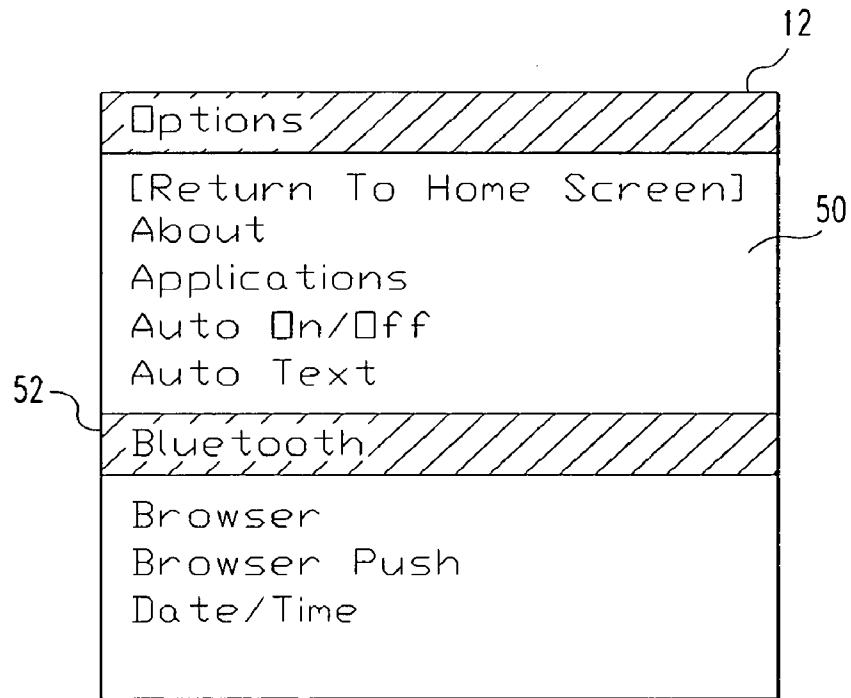 12
Options
[Return To Home Screen]
About
50
Applications
Auto On/Off
Auto Text
52
Bluetooth
Browser
Browser Push
Date/Time